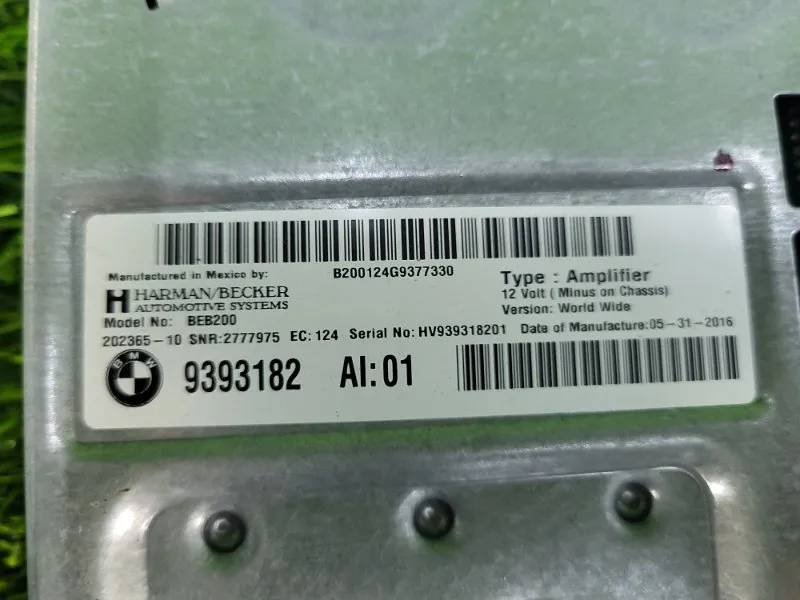 B200124G9377330
Manufactured in Mexico by:
H HARMAN/BECKER
AUTOMOTIVE SYSTEMS
Type : Amplifier
12 Volt ( Minus on Chassis)
Version: World Wide
Model No: BEB200
202365-10 SNR:2777975 EC: 124 Serial No: HV939318201 Date of Manufacture:05-31-2016
BMW 9393182 AI:01